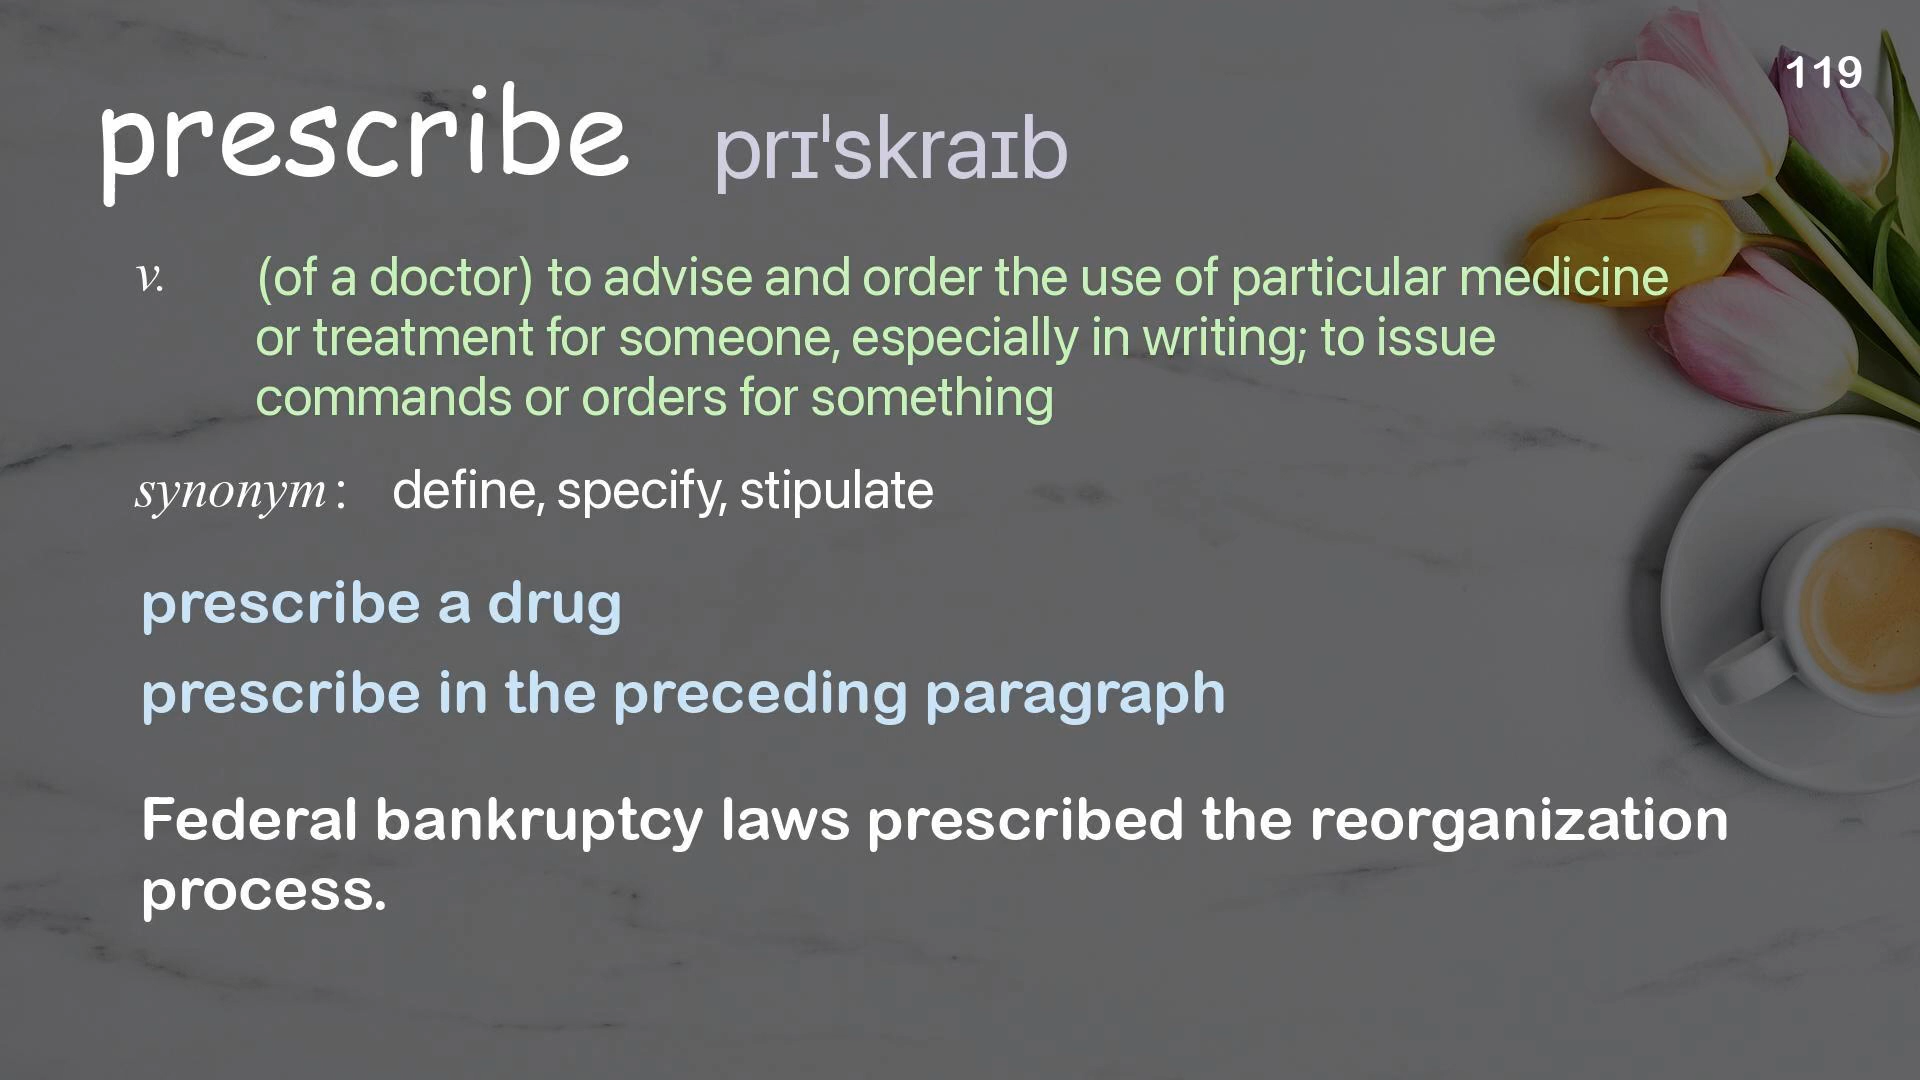 119
prescribe prɪˈskraɪb
v. (of a doctor) to advise and order the use of particular medicine
or treatment for someone, especially in writing; to issue
commands or orders for something
synonym: define, specify, stipulate
prescribe a drug
prescribe in the preceding paragraph
Federal bankruptcy laws prescribed the reorganization
process.